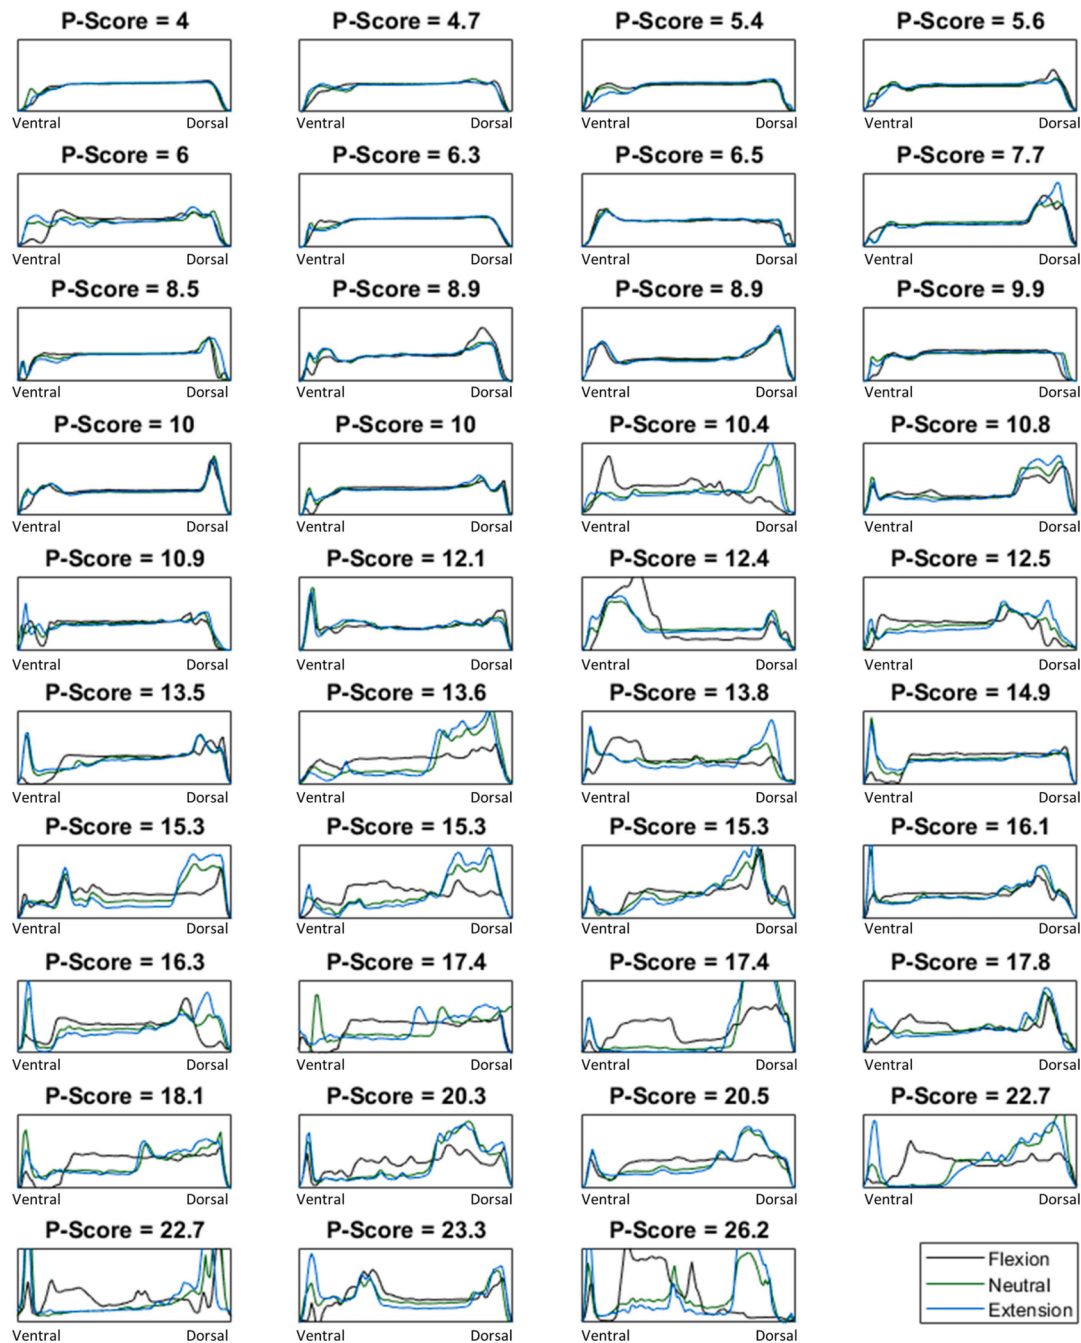 P-Score = 4 P-Score = 4.7 P-Score = 5.4 P-Score = 5.6
Ventral Dorsal Ventral Dorsal Ventral Dorsal Ventral Dorsal
P-Score = 6 P-Score = 6.3 P-Score = 6.5 P-Score = 7.7
Ventral Dorsal Ventral Dorsal Ventral Dorsal Ventral Dorsal
P-Score = 8.5 P-Score = 8.9 P-Score = 8.9 P-Score = 9.9
Ventral Dorsal Ventral Dorsal Ventral Dorsal Ventral Dorsal
P-Score = 10 P-Score = 10 P-Score = 10.4 P-Score = 10.8
Ventral Dorsal Ventral Dorsal Ventral Dorsal Ventral Dorsal
P-Score = 10.9 P-Score = 12.1 P-Score = 12.4 P-Score = 12.5
Ventral Dorsal Ventral Dorsal Ventral Dorsal Ventral Dorsal
P-Score = 13.5 P-Score = 13.6 P-Score = 13.8 P-Score = 14.9
Ventral Dorsal Ventral Dorsal Ventral Dorsal Ventral Dorsal
P-Score = 15.3 P-Score = 15.3 P-Score = 15.3 P-Score = 16.1
Ventral Dorsal Ventral Dorsal Ventral Dorsal Ventral Dorsal
P-Score = 16.3 P-Score = 17.4 P-Score = 17.4 P-Score = 17.8
Ventral Dorsal Ventral Dorsal Ventral Dorsal Ventral Dorsal
P-Score = 18.1 P-Score = 20.3 P-Score = 20.5 P-Score = 22.7
Ventral Dorsal Ventral Dorsal Ventral Dorsal Ventral Dorsal
P-Score = 22.7 P-Score = 23.3 P-Score = 26.2
Flexion
Neutral
Extension
Ventral Dorsal Ventral Dorsal Ventral Dorsal